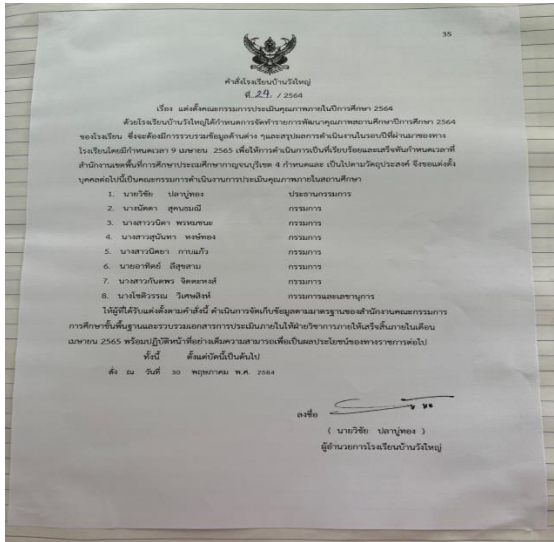 35
คำสั่งโรงเรียนบ้านวังใหญ่
ที่ 29 / 2564
เรื่อง แต่งตั้งคณะกรรมการประเมินคุณภาพภายในปีการศึกษา 2564
ด้วยโรงเรียนบ้านวังใหญ่ได้กำหนดการจัดทำรายการพัฒนาคุณภาพสถานศึกษาปีการศึกษา 2564
ของโรงเรียน ซึ่งจะต้องมีการรวบรวมข้อมูลด้านต่าง ๆและสรุปผลการดำเนินงานในรอบปีที่ผ่านมาของทาง
โรงเรียนโดยมีกำหนดเวลา 9 เมษายน 2565 เพื่อให้การดำเนินการเป็นที่เรียบร้อยและเสร็จทันกำหนดเวลาที่
สำนักงานเขตพื้นที่การศึกษาประถมศึกษากาญจนบุรีเขต 4 กำหนดและ เป็นไปตามวัตถุประสงค์ จึงขอแต่งตั้ง
บุคคลต่อไปนี้เป็นคณะกรรมการดำเนินงานการประเมินคุณภาพภายในสถานศึกษา
1. นายวิชัย ปลาบู่ทอง ประธานกรรมการ
2. นางนัดดา สุคนธมณี กรรมการ
3. นางสาววนิดา พรหมชนะ กรรมการ
4. นางสาวสุนันทา หงษ์ทอง กรรมการ
5. นางสาวนิตยา กาบแก้ว กรรมการ
6. นายอาทิตย์ ลีสุขสาม กรรมการ
7. นางสาวกันตพร จิตตะหงส์ กรรมการ
8. นางโชติวรรณ วิเศษสิงห์ กรรมการและเลขานุการ
ให้ผู้ที่ได้รับแต่งตั้งตามคำสั่งนี้ ดำเนินการจัดเก็บข้อมูลตามมาตรฐานของสำนักงานคณะกรรมการ
การศึกษาขั้นพื้นฐานและรวบรวมเอกสารการประเมินภายในให้ฝ่ายวิชาการภายให้เสร็จสิ้นภายในเดือน
เมษายน 2565 พร้อมปฏิบัติหน้าที่อย่างเต็มความสามารถเพื่อเป็นผลประโยชน์ของทางราชการต่อไป
ทั้งนี้ ตั้งแต่บัดนี้เป็นต้นไป
สั่ง ณ วันที่ 30 พฤษภาคม พ.ศ. 2564
ลงชื่อ
( นายวิชัย ปลาบู่ทอง )
ผู้อำนวยการโรงเรียนบ้านวังใหญ่